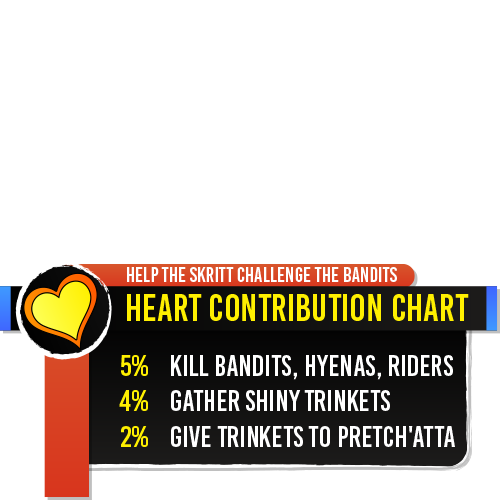 HELP THE SKRITT CHALLENGE THE BANDITS
HEART CONTRIBUTION CHART
5% KILL BANDITS, HYENAS, RIDERS
4% GATHER SHINY TRINKETS
2% GIVE TRINKETS TO PRETCH'ATTA